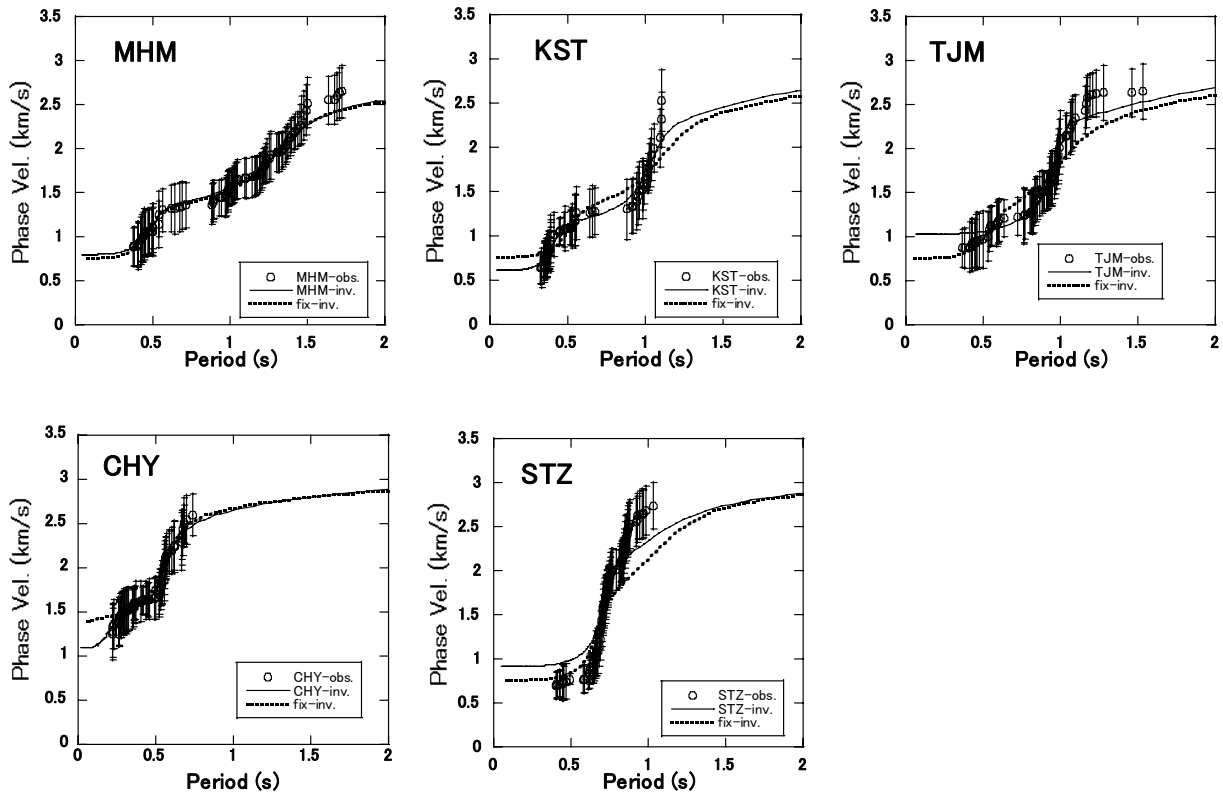 MHM
Phase Vel. (km/s)
3.5
3
2.5
2
1.5
1
0.5
0
0 0.5 1 1.5 2
Period (s)
MHM-obs.
MHM-inv.
fix-inv.
KST
Phase Vel. (km/s)
3.5
3
2.5
2
1.5
1
0.5
0
0 0.5 1 1.5 2
Period (s)
KST-obs.
KST-inv.
fix-inv.
TJM
Phase Vel. (km/s)
3.5
3
2.5
2
1.5
1
0.5
0
0 0.5 1 1.5 2
Period (s)
TJM-obs.
TJM-inv.
fix-inv.
CHY
Phase Vel. (km/s)
3.5
3
2.5
2
1.5
1
0.5
0
0 0.5 1 1.5 2
Period (s)
CHY-obs.
CHY-inv.
fix-inv.
STZ
Phase Vel. (km/s)
3.5
3
2.5
2
1.5
1
0.5
0
0 0.5 1 1.5 2
Period (s)
STZ-obs.
STZ-inv.
fix-inv.